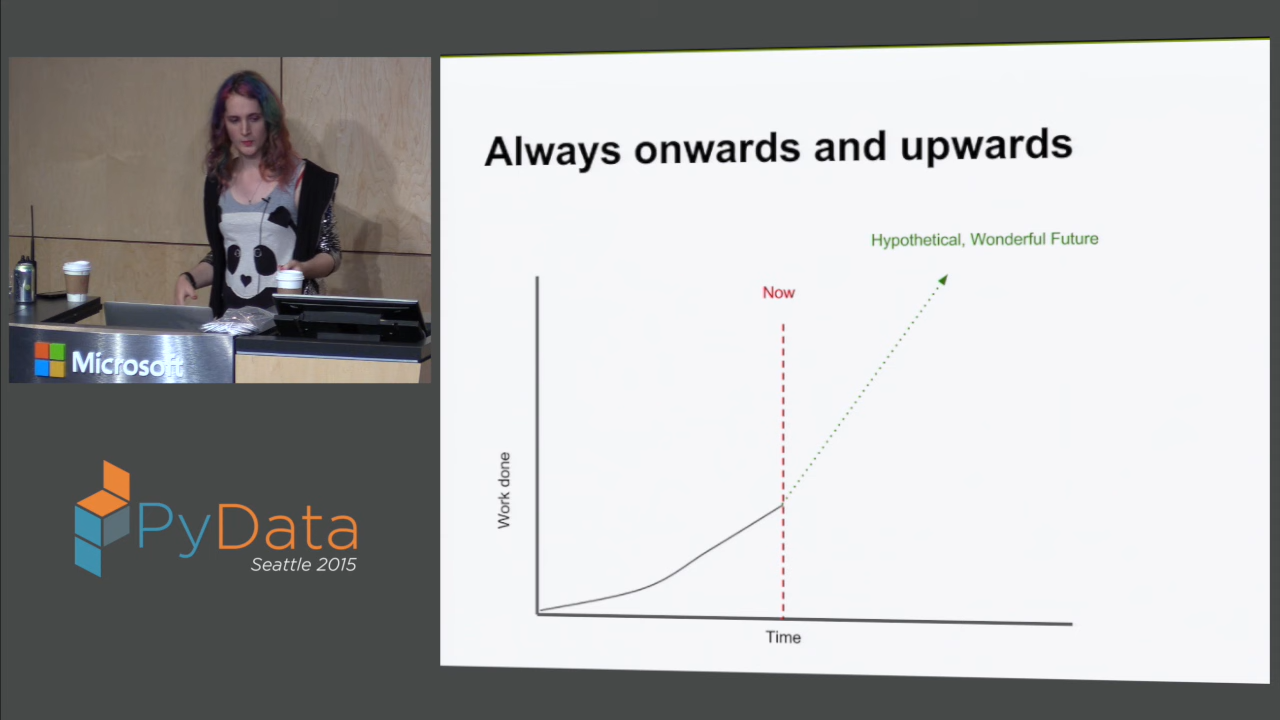 Always onwards and upwards
Hypothetical, Wonderful Future
Now
Work done
Time
Microsoft
PyData
Seattle 2015